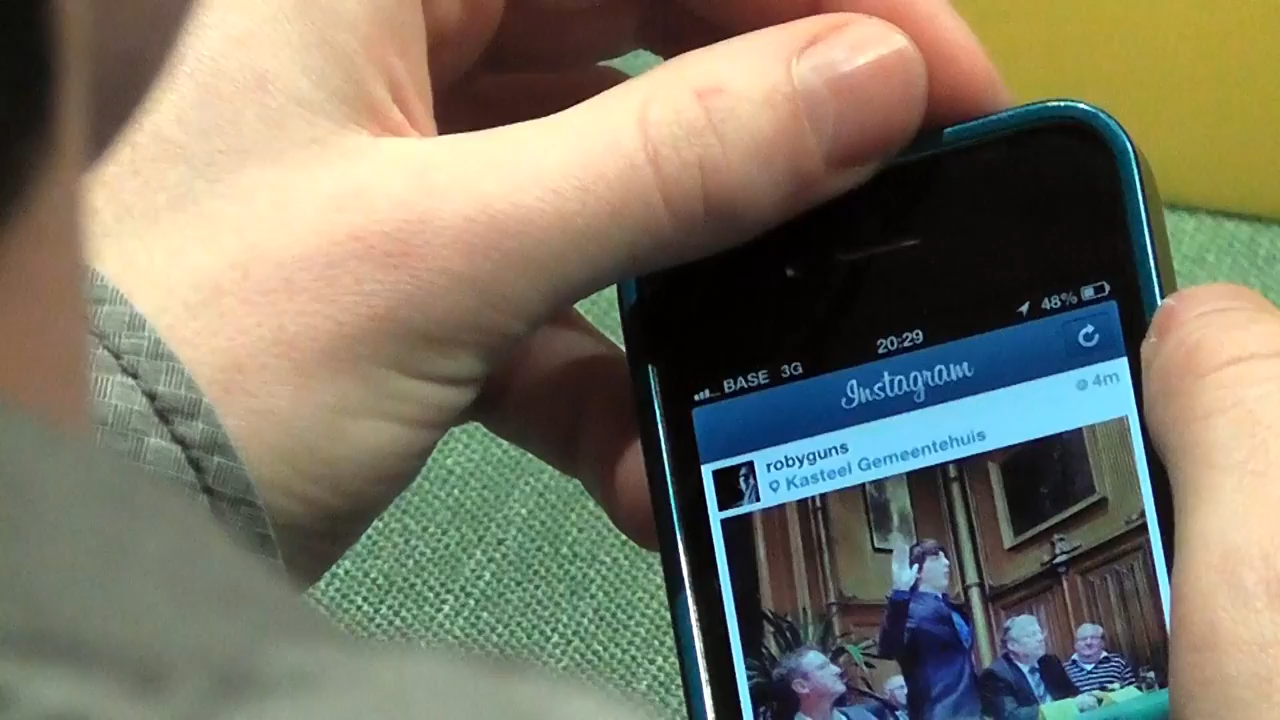 48%
20:29
BASE 3G
Instagram
4m
robyguns
Kasteel Gemeentehuis